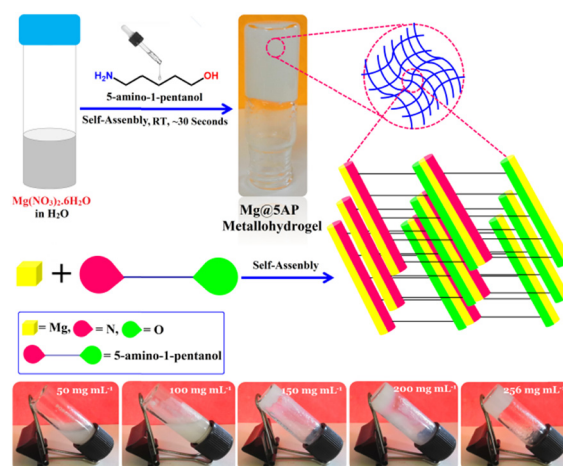 H₂N
OH
5-amino-1-pentanol
Self-Assembly, RT, ~30 Seconds
Mg(NO₃)₂.6H₂O
in H₂O
Mg@5AP
Metallohydrogel
Self-Assembly
= Mg, = N, = O
= 5-amino-1-pentanol
50 mg mL⁻¹
100 mg mL⁻¹
150 mg mL⁻¹
200 mg mL⁻¹
256 mg mL⁻¹